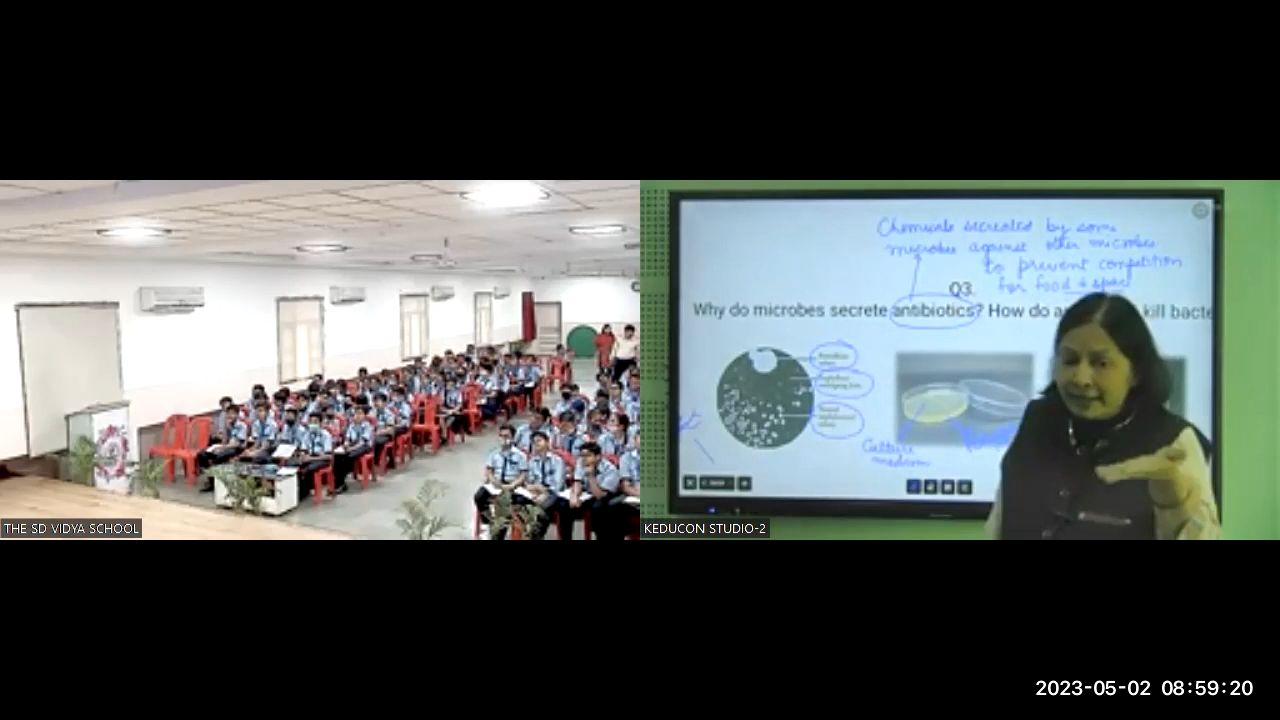 Chemicals secreated by some
microbes against other microbes
to prevent competition
for food & space
Q3.
Why do microbes secrete antibiotics? How do a kill bacte
Culture
medium
THE SD VIDYA SCHOOL
KEDUCON STUDIO-2
2023-05-02 08:59:20